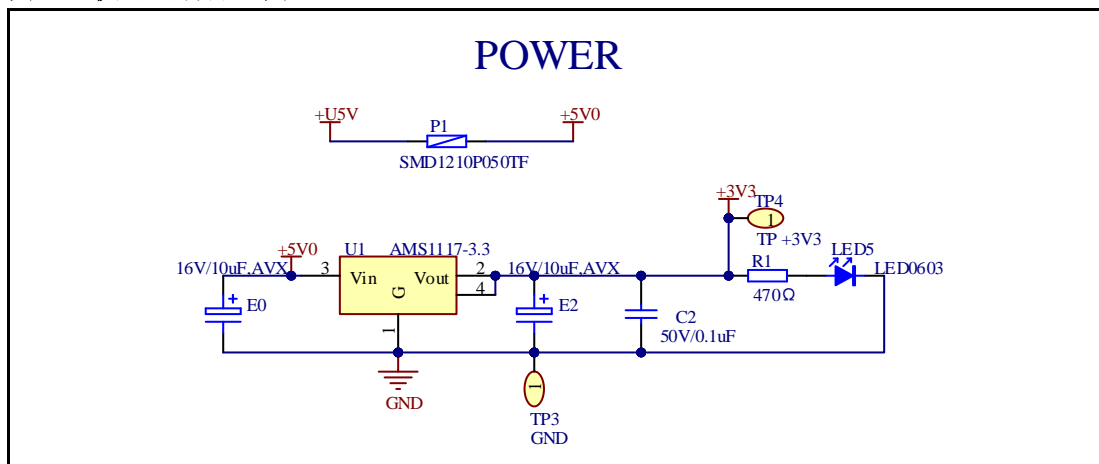 POWER
+U5V
P1
+5V0
SMD1210P050TF
+3V3
TP4
1
TP +3V3
+5V0
U1
AMS1117-3.3
16V/10uF,AVX
3
Vin
Vout
G
2
4
1
16V/10uF,AVX
R1
470Ω
LED5
LED0603
E0
E2
C2
50V/0.1uF
GND
1
TP3
GND